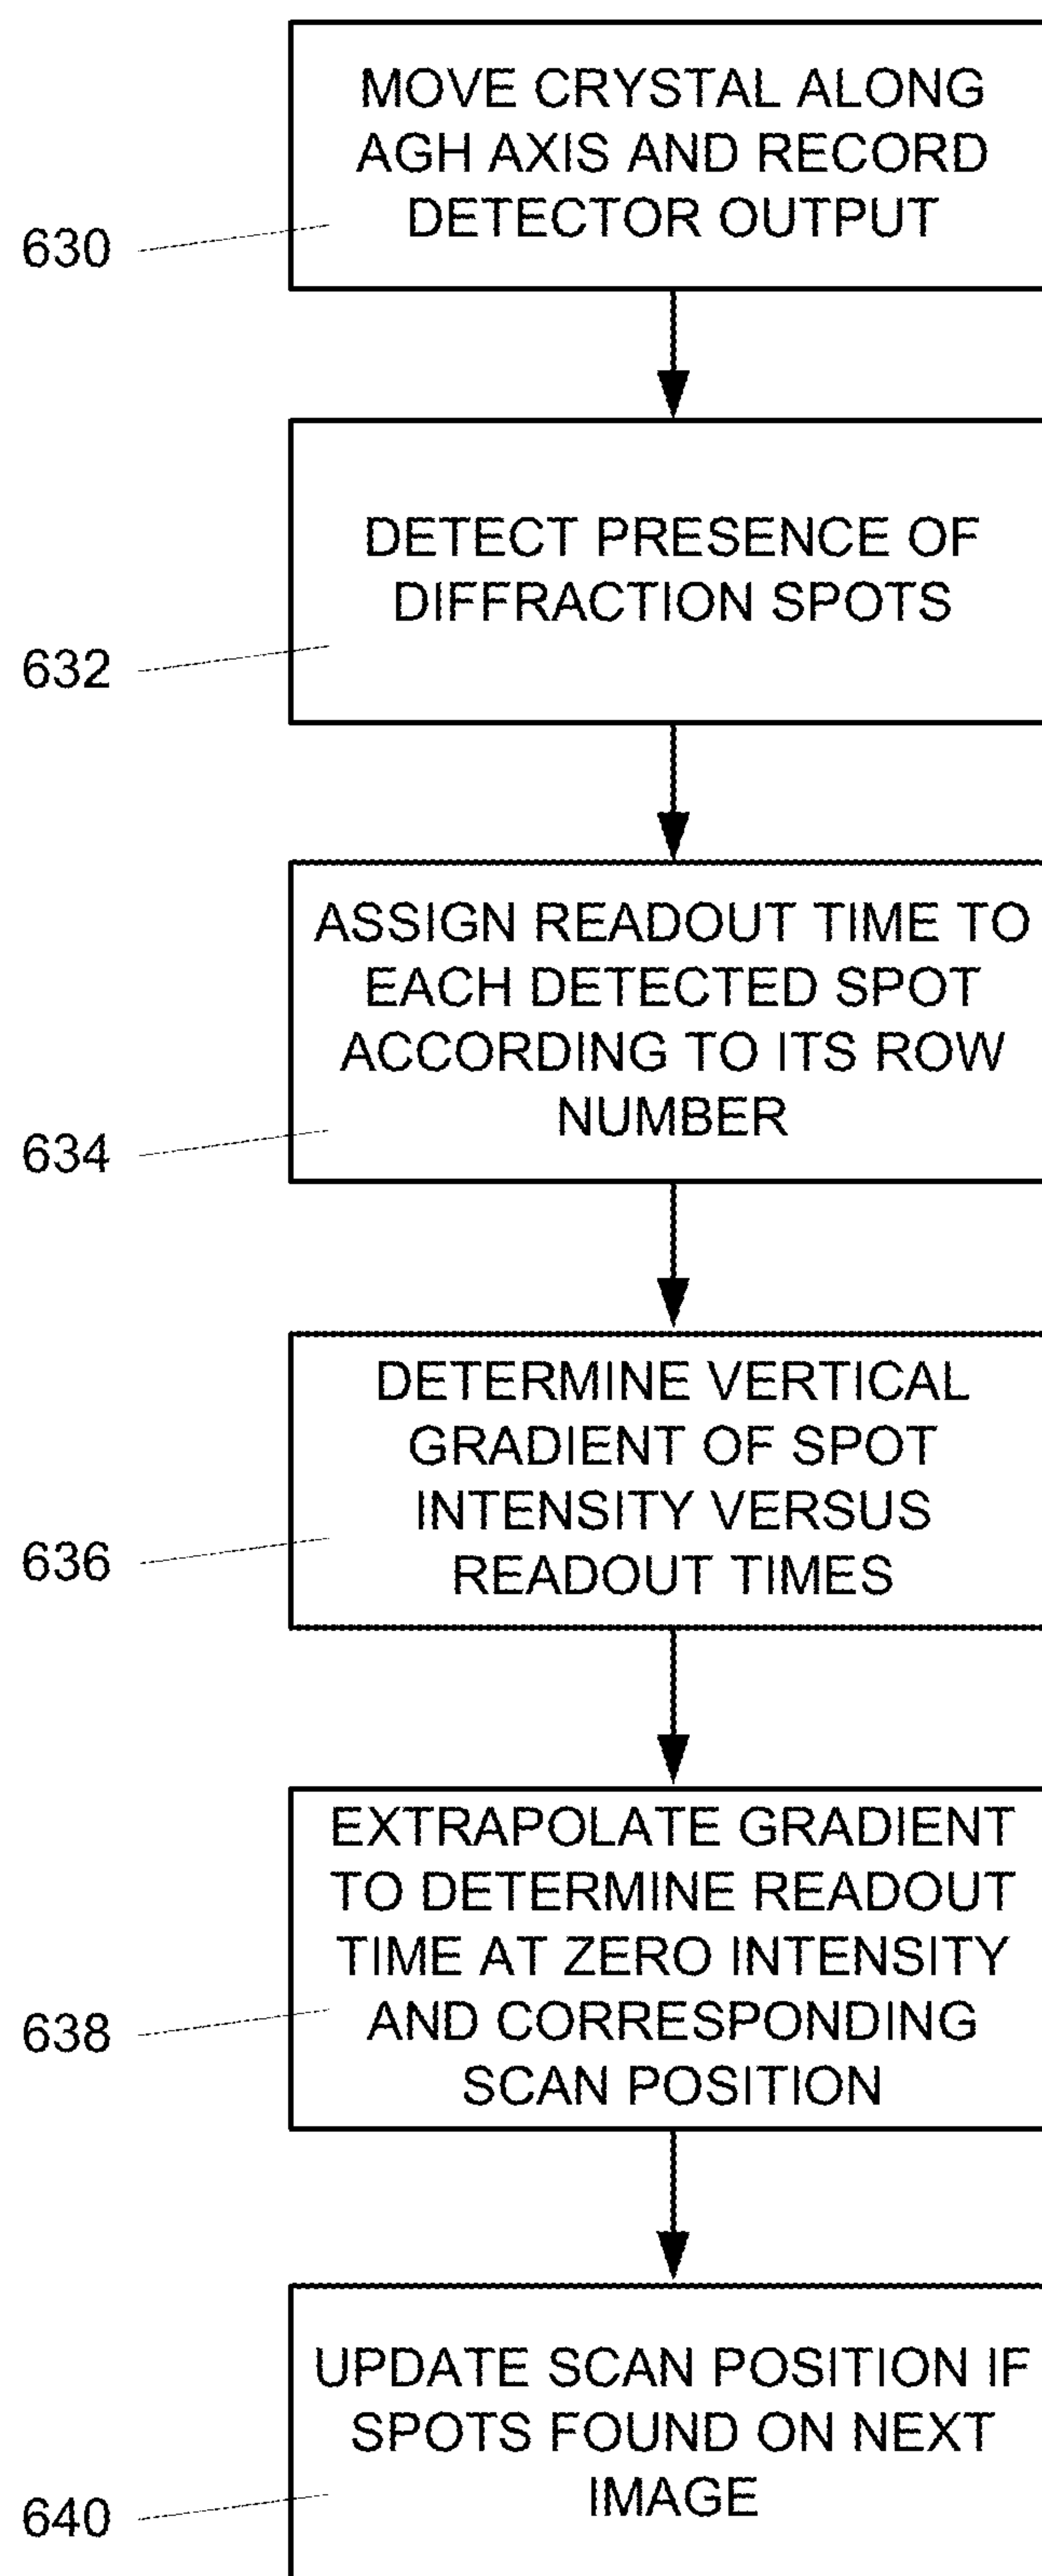 MOVE CRYSTAL ALONG
AGH AXIS AND RECORD
DETECTOR OUTPUT
630
DETECT PRESENCE OF
DIFFRACTION SPOTS
632
ASSIGN READOUT TIME TO
EACH DETECTED SPOT
ACCORDING TO ITS ROW
NUMBER
634
DETERMINE VERTICAL
GRADIENT OF SPOT
INTENSITY VERSUS
READOUT TIMES
636
EXTRAPOLATE GRADIENT
TO DETERMINE READOUT
TIME AT ZERO INTENSITY
AND CORRESPONDING
SCAN POSITION
638
UPDATE SCAN POSITION IF
SPOTS FOUND ON NEXT
IMAGE
640